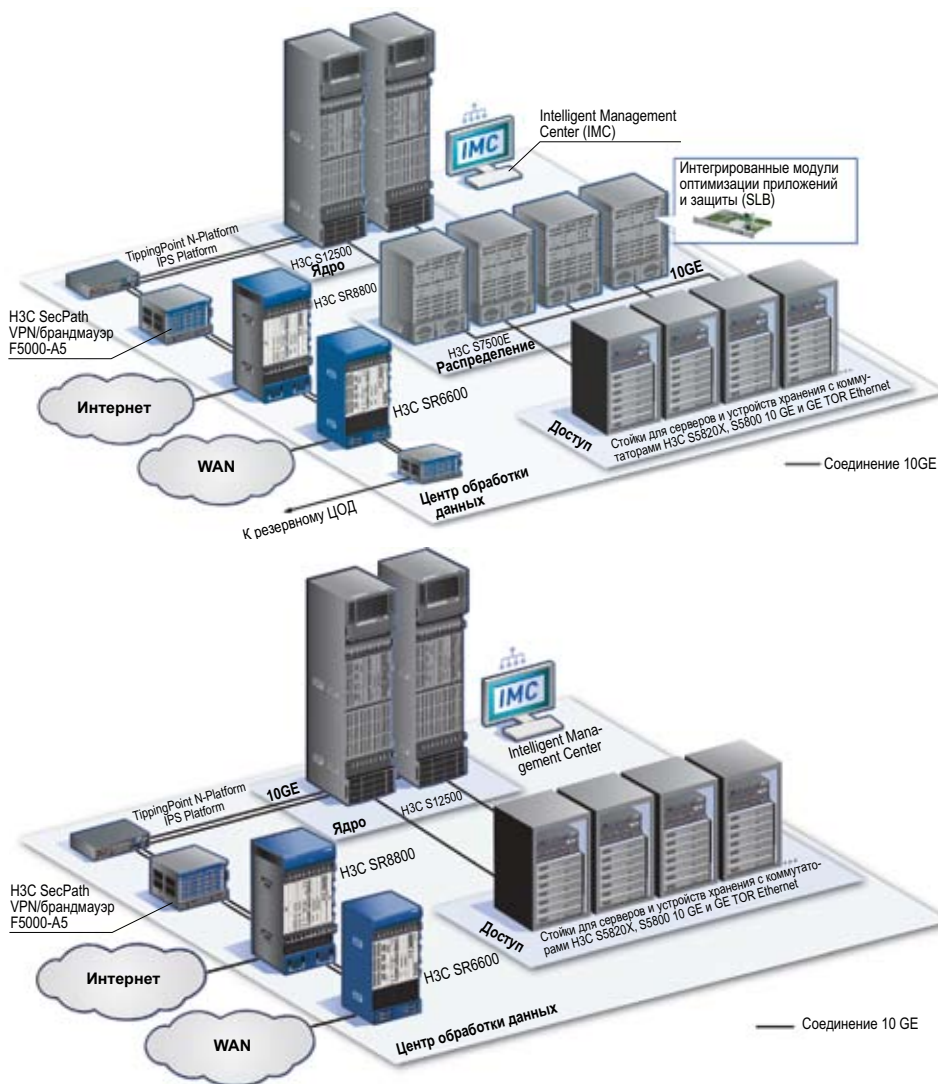 Intelligent Management
Center (IMC)
IMC
Интегрированные модули
оптимизации приложений
и защиты (SLB)
TippingPoint N-Platform
IPS Platform
H3C S12500
Ядро
10GE
H3C SR8800
H3C SecPath
VPN/брандмауэр
F5000-A5
H3C S7500E
Распределение
Интернет
H3C SR6600
WAN
Доступ
Стойки для серверов и устройств хранения с комму-
таторами H3C S5820X, S5800 10 GE и GE TOR Ethernet
Соединение 10GE
Центр обработки
данных
К резервному ЦОД
IMC
Intelligent Mana-
gement Center
TippingPoint N-Platform
IPS Platform
10GE
H3C S12500
Ядро
H3C SR8800
H3C SecPath
VPN/брандмауэр
F5000-A5
Доступ
Стойки для серверов и устройств хранения с коммутато-
рами H3C S5820X, S5800 10 GE и GE TOR Ethernet
Интернет
H3C SR6600
WAN
Центр обработки данных
Соединение 10 GE